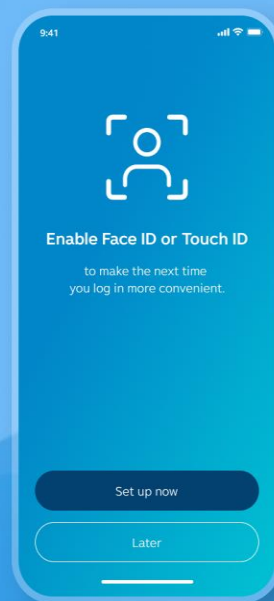 9:41
Enable Face ID or Touch ID
to make the next time
you log in more convenient.
Set up now
Later